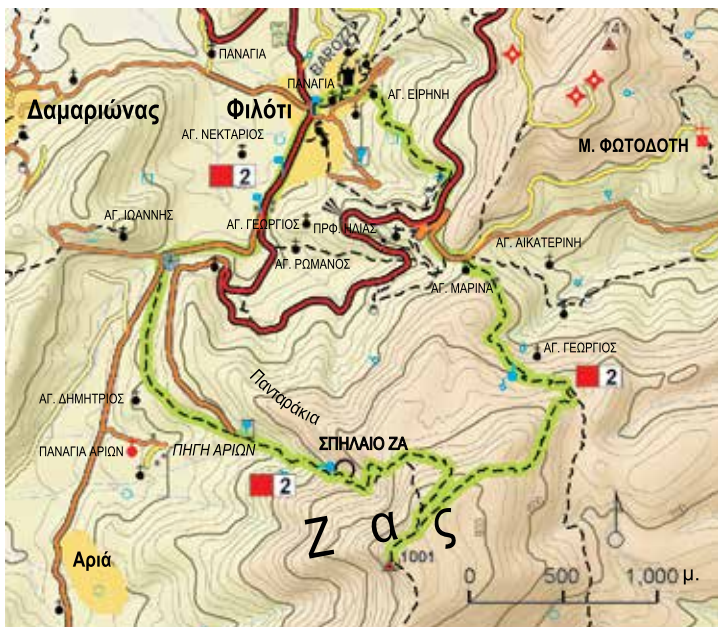 ΠΑΝΑΓΙΑ
BAROZZI
741
ΠΑΝΑΓΙΑ
ΑΓ. ΕΙΡΗΝΗ
Δαμαριώνας
Φιλότι
ΑΓ. ΝΕΚΤΑΡΙΟΣ
Μ. ΦΩΤΟΔΟΤΗ
2
ΑΓ. ΙΩΑΝΝΗΣ
ΑΓ. ΓΕΩΡΓΙΟΣ
ΠΡΦ. ΗΛΙΑΣ
ΑΓ. ΑΙΚΑΤΕΡΙΝΗ
ΑΓ. ΡΩΜΑΝΟΣ
ΑΓ. ΜΑΡΙΝΑ
ΑΓ. ΓΕΩΡΓΙΟΣ
2
Πανταράκια
ΑΓ. ΔΗΜΗΤΡΙΟΣ
ΣΠΗΛΑΙΟ ΖΑ
ΠΑΝΑΓΙΑ ΑΡΙΩΝ
ΠΗΓΗ ΑΡΙΩΝ
2
Ζας
Αριά
1001
0 500 1,000 μ.